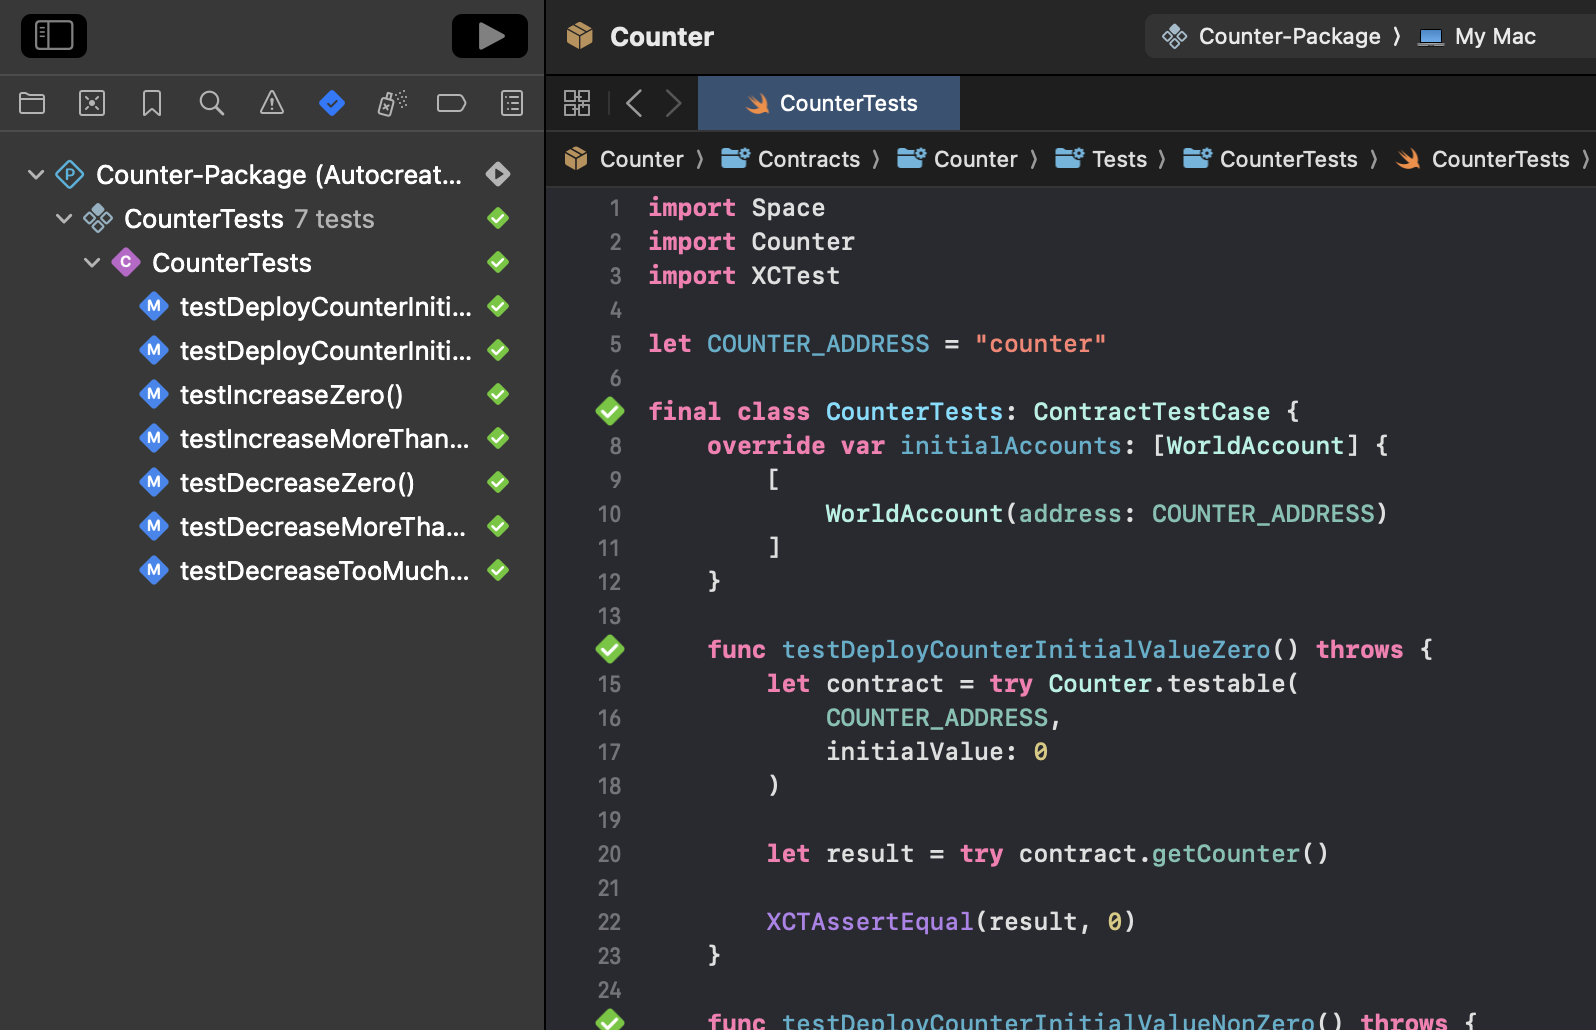 Counter
Counter-Package
My Mac
CounterTests
Counter
Contracts
Counter
Tests
CounterTests
CounterTests
P Counter-Package (Autocreat...
CounterTests 7 tests
C CounterTests
M testDeployCounterIniti...
M testDeployCounterIniti...
M testIncreaseZero()
M testIncreaseMoreThan...
M testDecreaseZero()
M testDecreaseMoreTha...
M testDecreaseTooMuch...
1 import Space
2 import Counter
3 import XCTest
4
5 let COUNTER_ADDRESS = "counter"
6
final class CounterTests: ContractTestCase {
8 override var initialAccounts: [WorldAccount] {
9 [
10 WorldAccount(address: COUNTER_ADDRESS)
11 ]
12 }
13
func testDeployCounterInitialValueZero() throws {
15 let contract = try Counter.testable(
16 COUNTER_ADDRESS,
17 initialValue: 0
18 )
19
20 let result = try contract.getCounter()
21
22 XCTAssertEqual(result, 0)
23 }
24
func testDeployCounterInitialValueNonZero() throws {